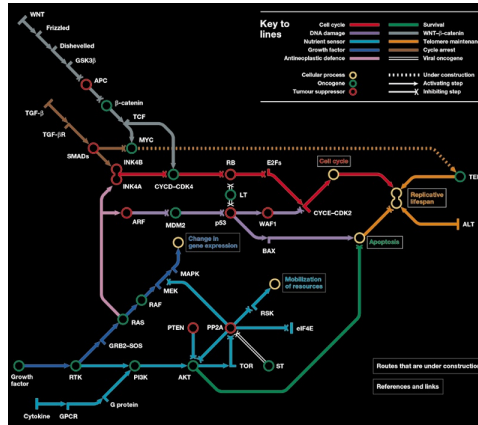 WNT
Frizzled
Dishevelled
GSK3β
APC
β-catenin
TCF
MYC
TGF-β
TGF-βR
SMADs
INK4B
INK4A
CYCD–CDK4
RB
E2Fs
LT
Cell cycle
CYCE–CDK2
Replicative
lifespan
ALT
ARF
MDM2
p53
WAF1
BAX
Apoptosis
Change in
gene expression
MAPK
MEK
RAF
RAS
GRB2–SOS
Mobilization
of resources
RSK
PTEN
PP2A
eIF4E
Growth
factor
RTK
PI3K
AKT
TOR
ST
Cytokine
GPCR
G protein
Key to
lines
Cell cycle
DNA damage
Nutrient sensor
Growth factor
Antineoplastic defence
Survival
WNT–β-catenin
Telomere maintenan
Cycle arrest
Viral oncogene
Cellular process
Oncogene
Tumour suppressor
Under construction
Activating step
Inhibiting step
Routes that are under construction
References and links